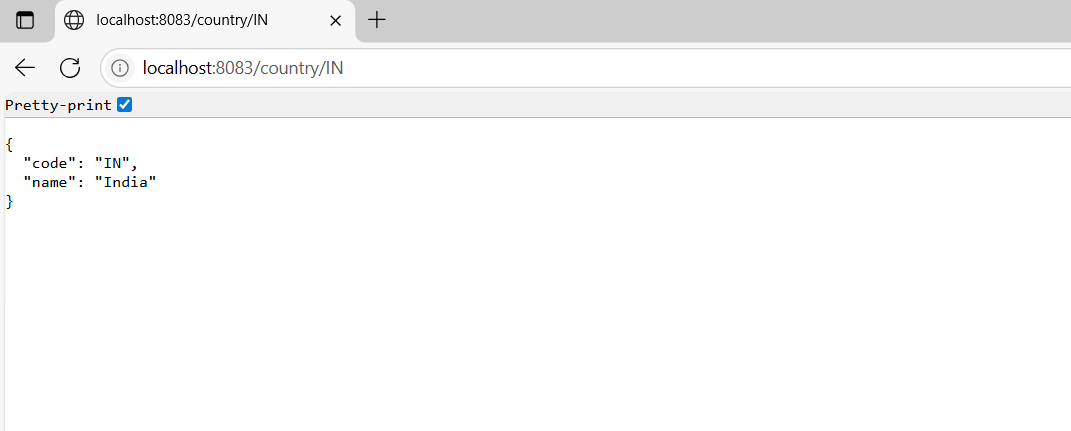 localhost:8083/country/IN
localhost:8083/country/IN
Pretty-print
{
  "code": "IN",
  "name": "India"
}